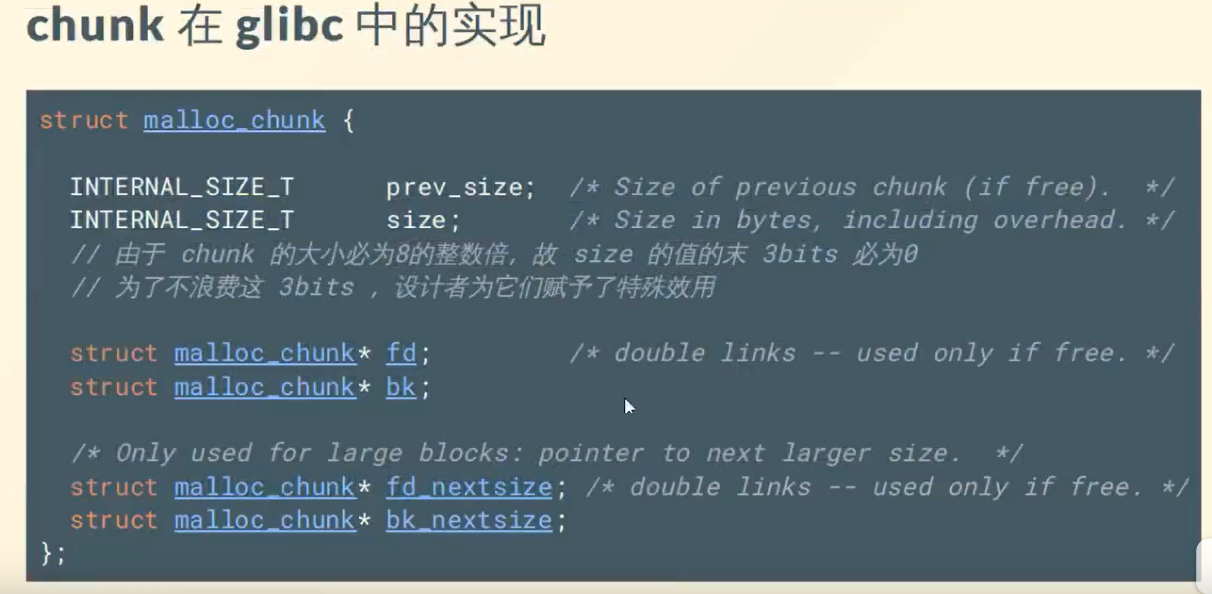 chunk 在 glibc 中的实现
struct malloc_chunk {
INTERNAL_SIZE_T prev_size; /* Size of previous chunk (if free). */
INTERNAL_SIZE_T size; /* Size in bytes, including overhead. */
// 由于 chunk 的大小必为8的整数倍，故 size 的值的末 3bits 必为0
// 为了不浪费这 3bits ，设计者为它们赋予了特殊效用
struct malloc_chunk* fd; /* double links -- used only if free. */
struct malloc_chunk* bk;
/* Only used for large blocks: pointer to next larger size. */
struct malloc_chunk* fd_nextsize; /* double links -- used only if free. */
struct malloc_chunk* bk_nextsize;
};